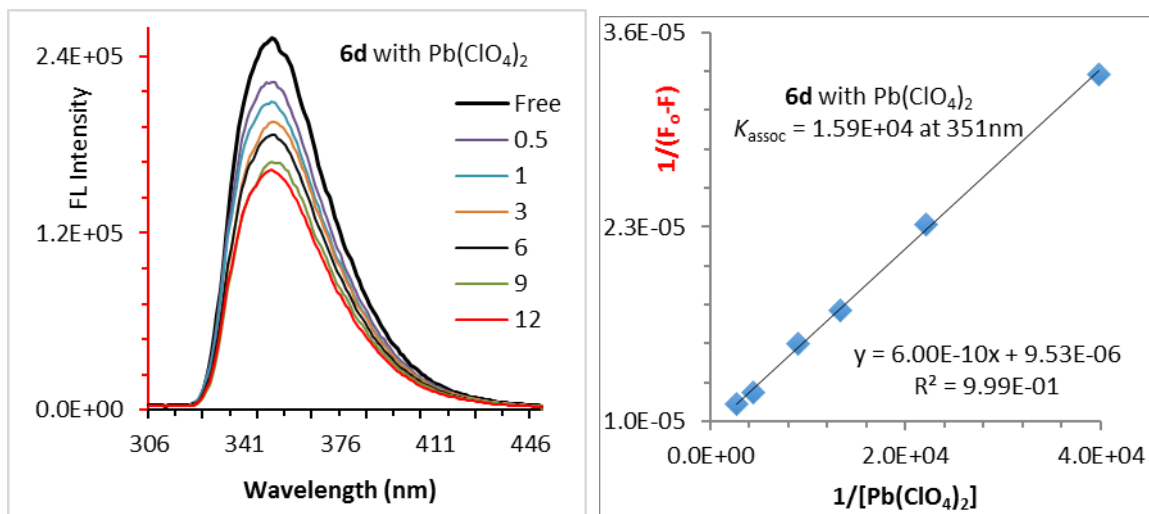 6d with Pb(ClO₄)₂
FL Intensity
2.4E+05
1.2E+05
0.0E+00
Free
0.5
1
3
6
9
12
306 341 376 411 446
Wavelength (nm)
1/(Fₒ-F)
3.6E-05
2.3E-05
1.0E-05
6d with Pb(ClO₄)₂
Kassoc = 1.59E+04 at 351nm
y = 6.00E-10x + 9.53E-06
R² = 9.99E-01
0.0E+00 2.0E+04 4.0E+04
1/[Pb(ClO₄)₂]